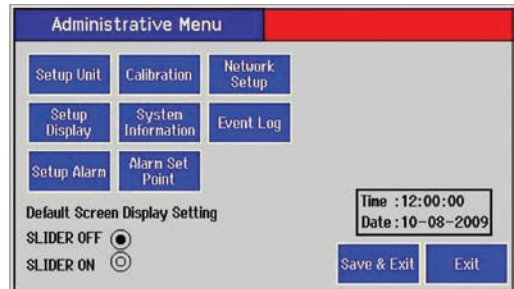 Administrative Menu
Setup Unit
Calibration
Network
Setup
Setup
Display
System
Information
Event Log
Setup Alarm
Alarm Set
Point
Default Screen Display Setting
SLIDER OFF
SLIDER ON
Time :12:00:00
Date :10-08-2009
Save & Exit
Exit